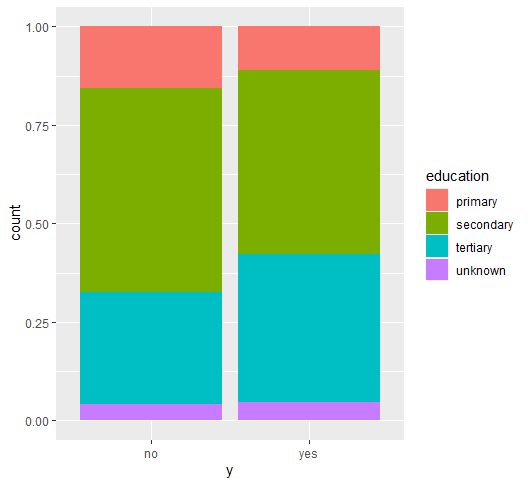 1.00
0.75
0.50
0.25
0.00
count
no
yes
y
education
primary
secondary
tertiary
unknown